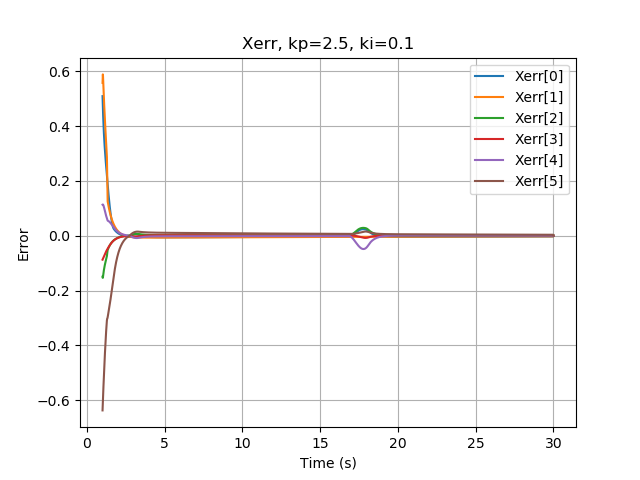 Xerr, kp=2.5, ki=0.1
0.6
0.4
0.2
0.0
−0.2
−0.4
−0.6
Error
0
5
10
15
20
25
30
Time (s)
Xerr[0]
Xerr[1]
Xerr[2]
Xerr[3]
Xerr[4]
Xerr[5]